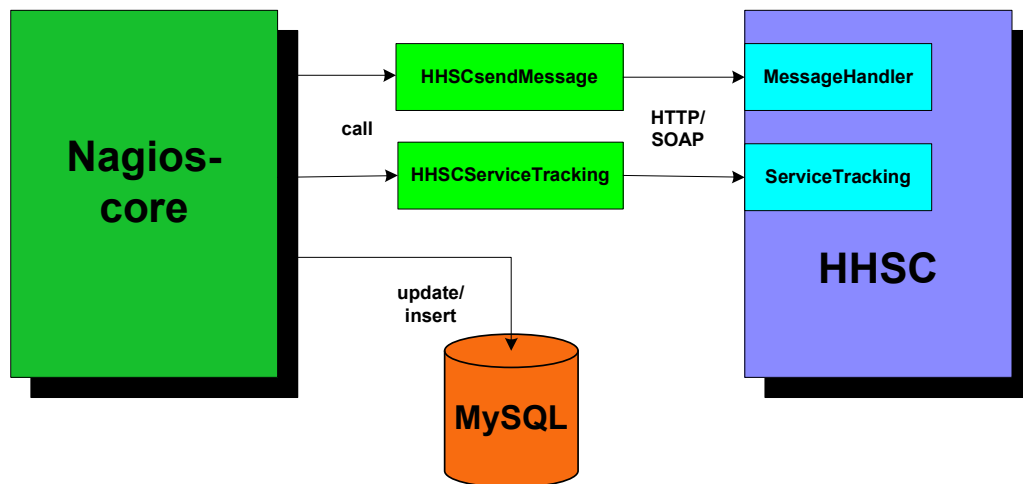 HHSCsendMessage
MessageHandler
call
HTTP/
SOAP
Nagios-
core
HHSCServiceTracking
ServiceTracking
HHSC
update/
insert
MySQL